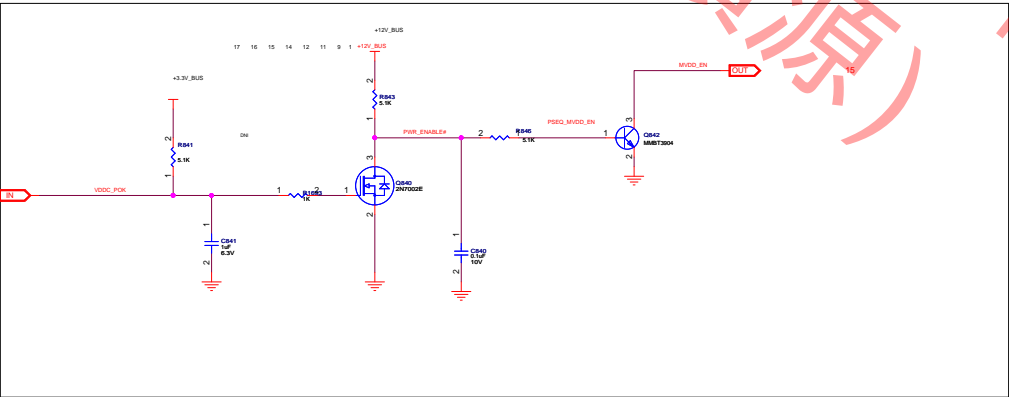 +12V_BUS
17 16 15 14 12 11 9 1 +12V_BUS
源）
MVDD_EN
OUT
15
+3.3V_BUS
2
R843
5.1K
1
DNI
2
R841
5.1K
1
PWR_ENABLE#
2
R846
1
5.1K
PSEQ_MVDD_EN
1
3
Q842
MMBT3904
2
3
Q840
2N7002E
IN
VDDC_POK
1
2
1K
1
2
1
C841
1uF
6.3V
2
1
C840
0.1uF
10V
2